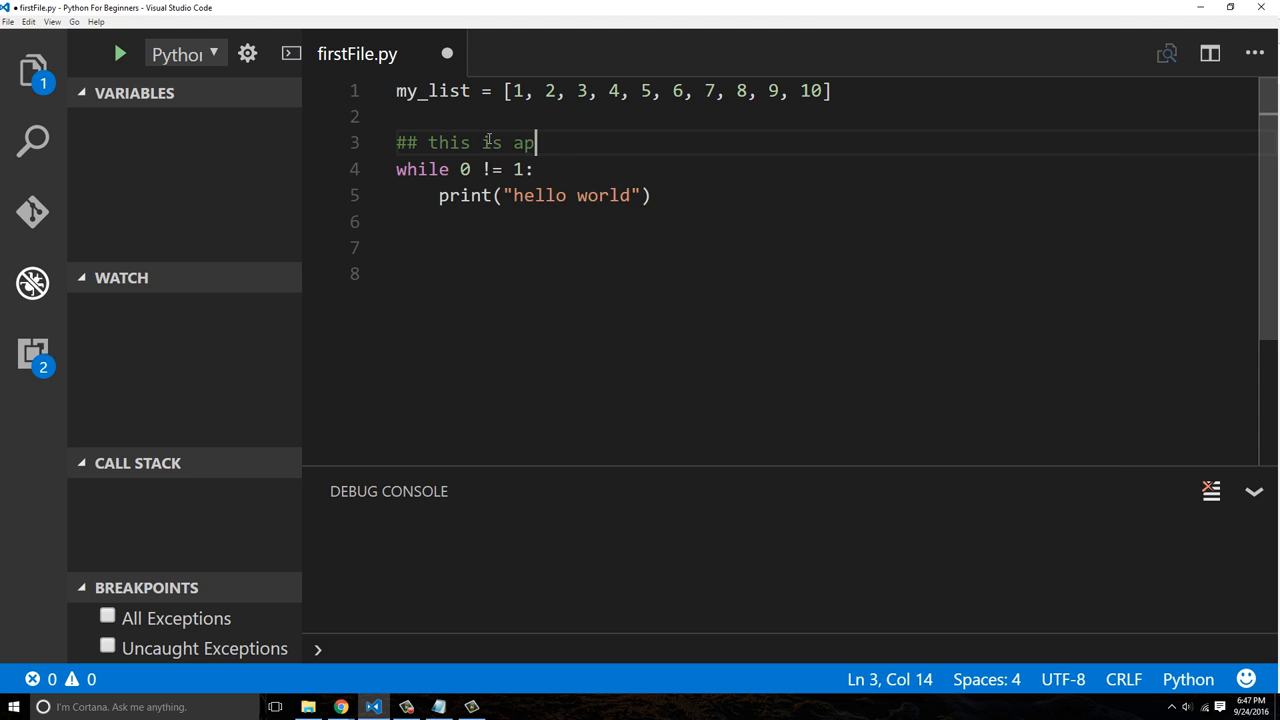 firstFile.py - Python For Beginners - Visual Studio Code
File Edit View Go Help
1
2
Pythor
VARIABLES
WATCH
CALL STACK
BREAKPOINTS
All Exceptions
Uncaught Exceptions
firstFile.py
1 my_list = [1, 2, 3, 4, 5, 6, 7, 8, 9, 10]
2
3 ## this is ap
4 while 0 != 1:
5 print("hello world")
6
7
8
DEBUG CONSOLE
0 0
Ln 3, Col 14 Spaces: 4 UTF-8 CRLF Python
I'm Cortana. Ask me anything.
6:47 PM
9/24/2016